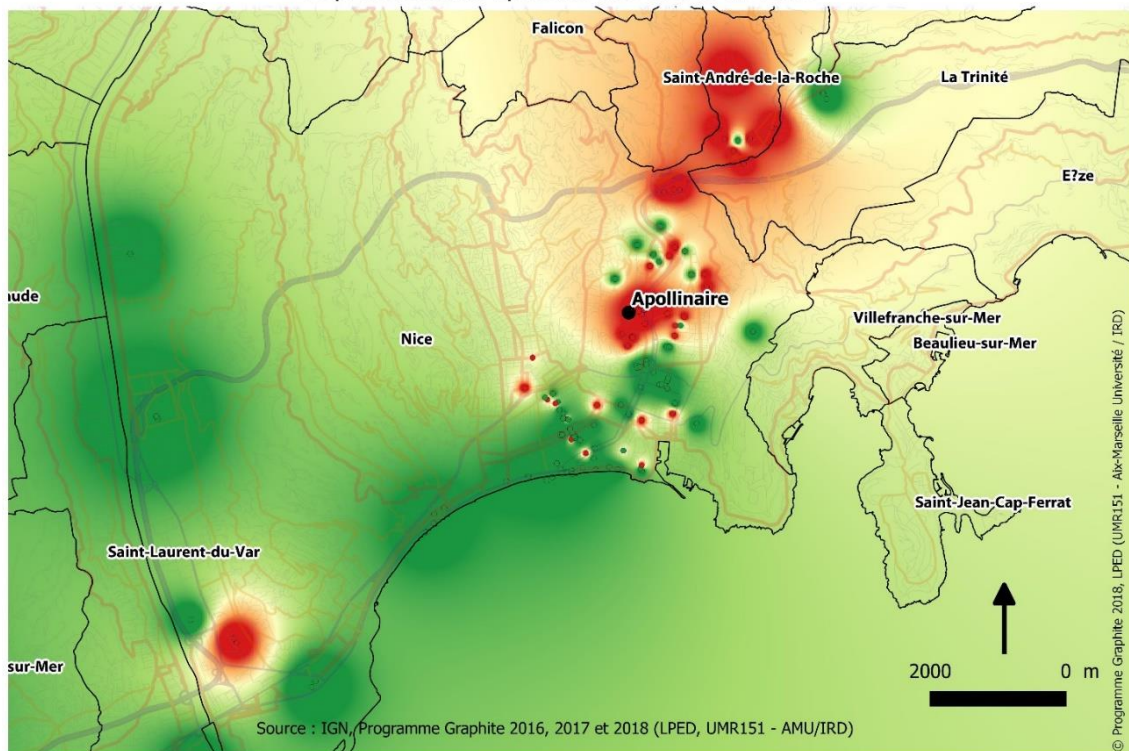 Falicon
Saint-André-de-la-Roche
La Trinité
E?ze
aude
Apollinaire
Nice
Villefranche-sur-Mer
Beaulieu-sur-Mer
Saint-Jean-Cap-Ferrat
Saint-Laurent-du-Var
sur-Mer
2000 0 m
Source : IGN, Programme Graphite 2016, 2017 et 2018 (LPED, UMR151 - AMU/IRD)
© Programme Graphite 2018, LPED (UMR151 - Aix-Marseille Université / IRD)